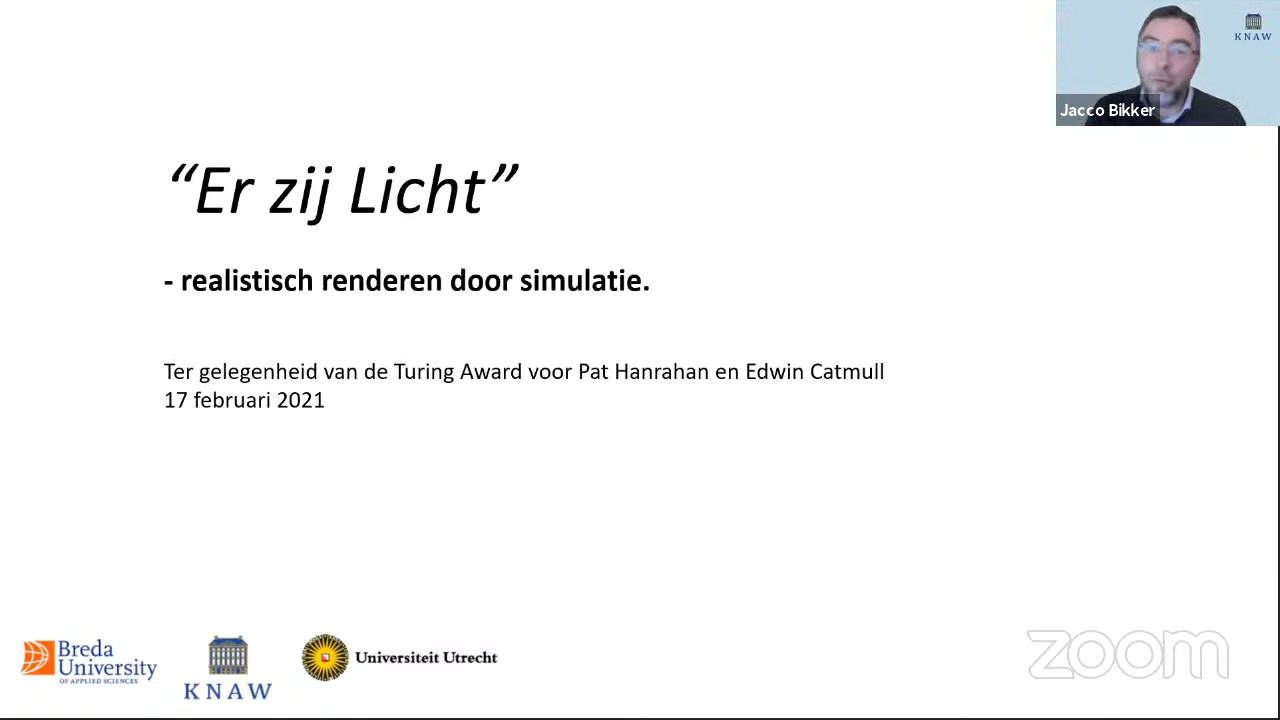 KNAW
Jacco Bikker
“Er zij Licht”
- realistisch renderen door simulatie.
Ter gelegenheid van de Turing Award voor Pat Hanrahan en Edwin Catmull
17 februari 2021
Breda
University
OF APPLIED SCIENCES
KNAW
Universiteit Utrecht
zoom